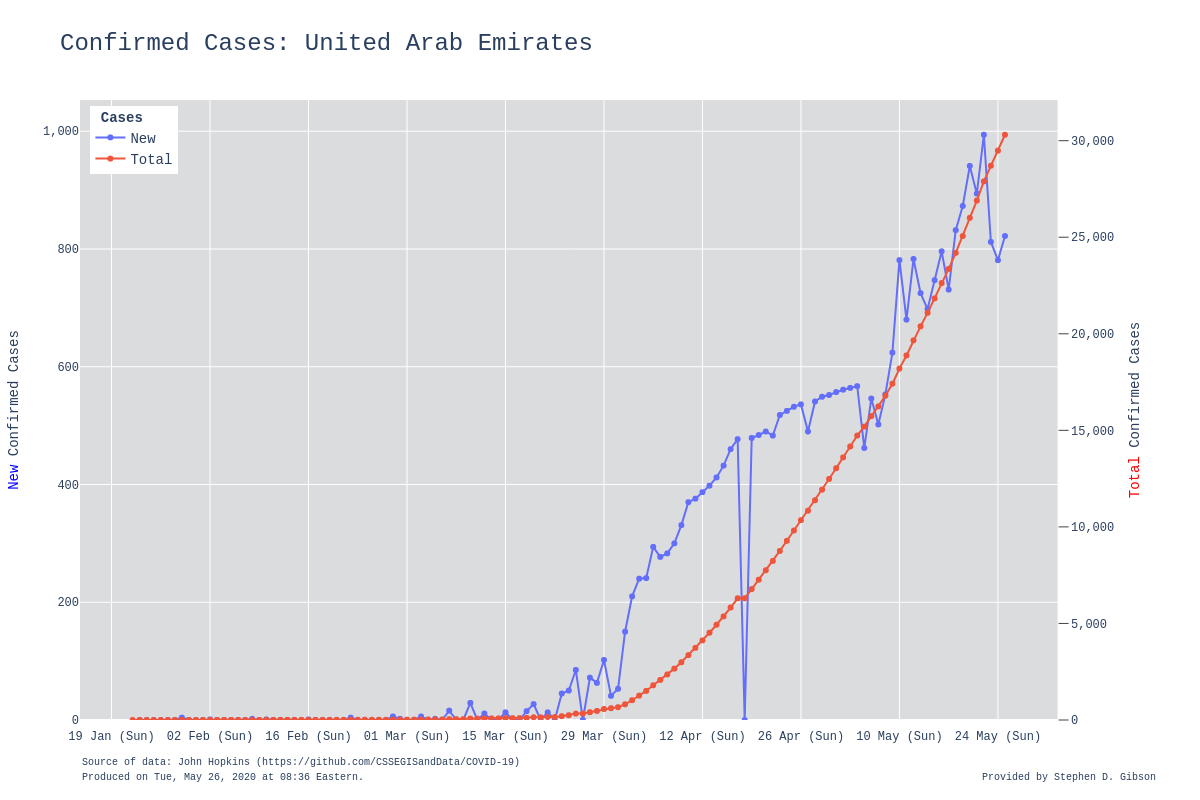 Confirmed Cases: United Arab Emirates
Cases
New
Total
1,000
800
600
400
200
0
New Confirmed Cases
30,000
25,000
20,000
15,000
10,000
5,000
0
Total Confirmed Cases
19 Jan (Sun) 02 Feb (Sun) 16 Feb (Sun) 01 Mar (Sun) 15 Mar (Sun) 29 Mar (Sun) 12 Apr (Sun) 26 Apr (Sun) 10 May (Sun) 24 May (Sun)
Source of data: John Hopkins (https://github.com/CSSEGISandData/COVID-19)
Produced on Tue, May 26, 2020 at 08:36 Eastern.
Provided by Stephen D. Gibson